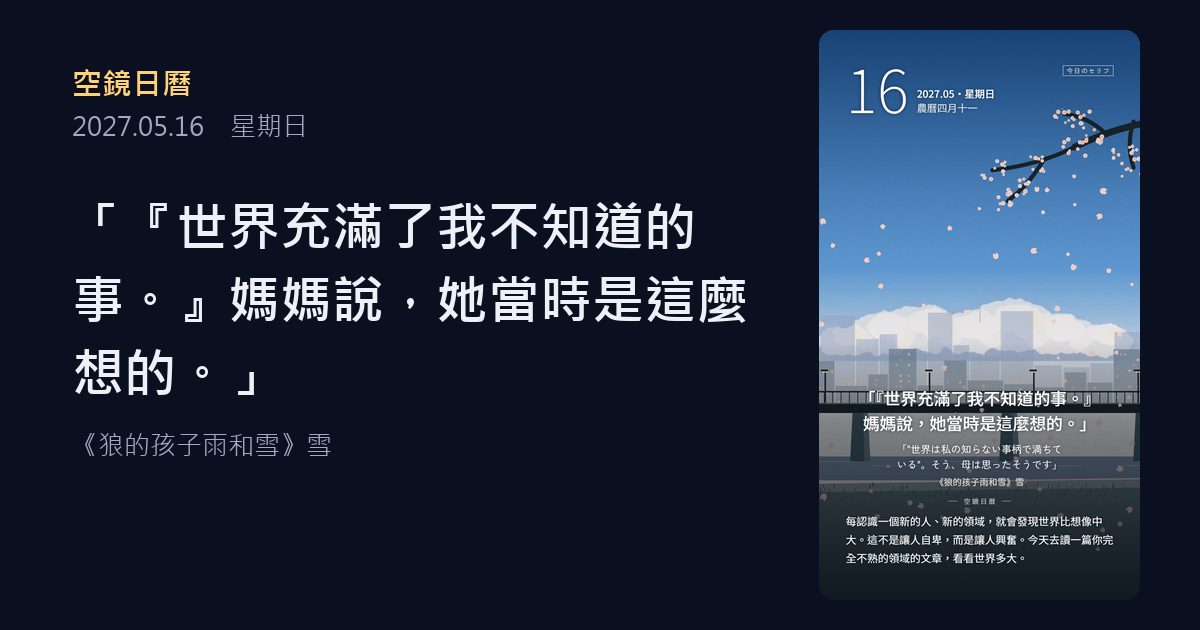 空鏡日曆
2027.05.16　星期日
「『世界充滿了我不知道的
事。』媽媽說，她當時是這麼
想的。」
《狼的孩子雨和雪》雪
16
2027.05・星期日
農曆四月十一
今日のセリフ
「『世界充滿了我不知道的事。』
媽媽說，她當時是這麼想的。」
「"世界は私の知らない事柄で満ちて
いる"。そう、母は思ったそうです」
《狼的孩子雨和雪》雪
空鏡日曆
每認識一個新的人、新的領域，就會發現世界比想像中
大。這不是讓人自卑，而是讓人興奮。今天去讀一篇你完
全不熟的領域的文章，看看世界多大。